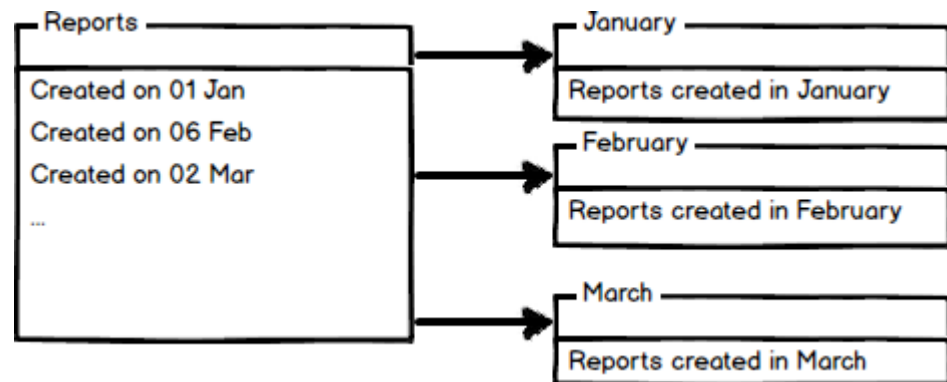 Reports
Created on 01 Jan
Created on 06 Feb
Created on 02 Mar
...
January
Reports created in January
February
Reports created in February
March
Reports created in March